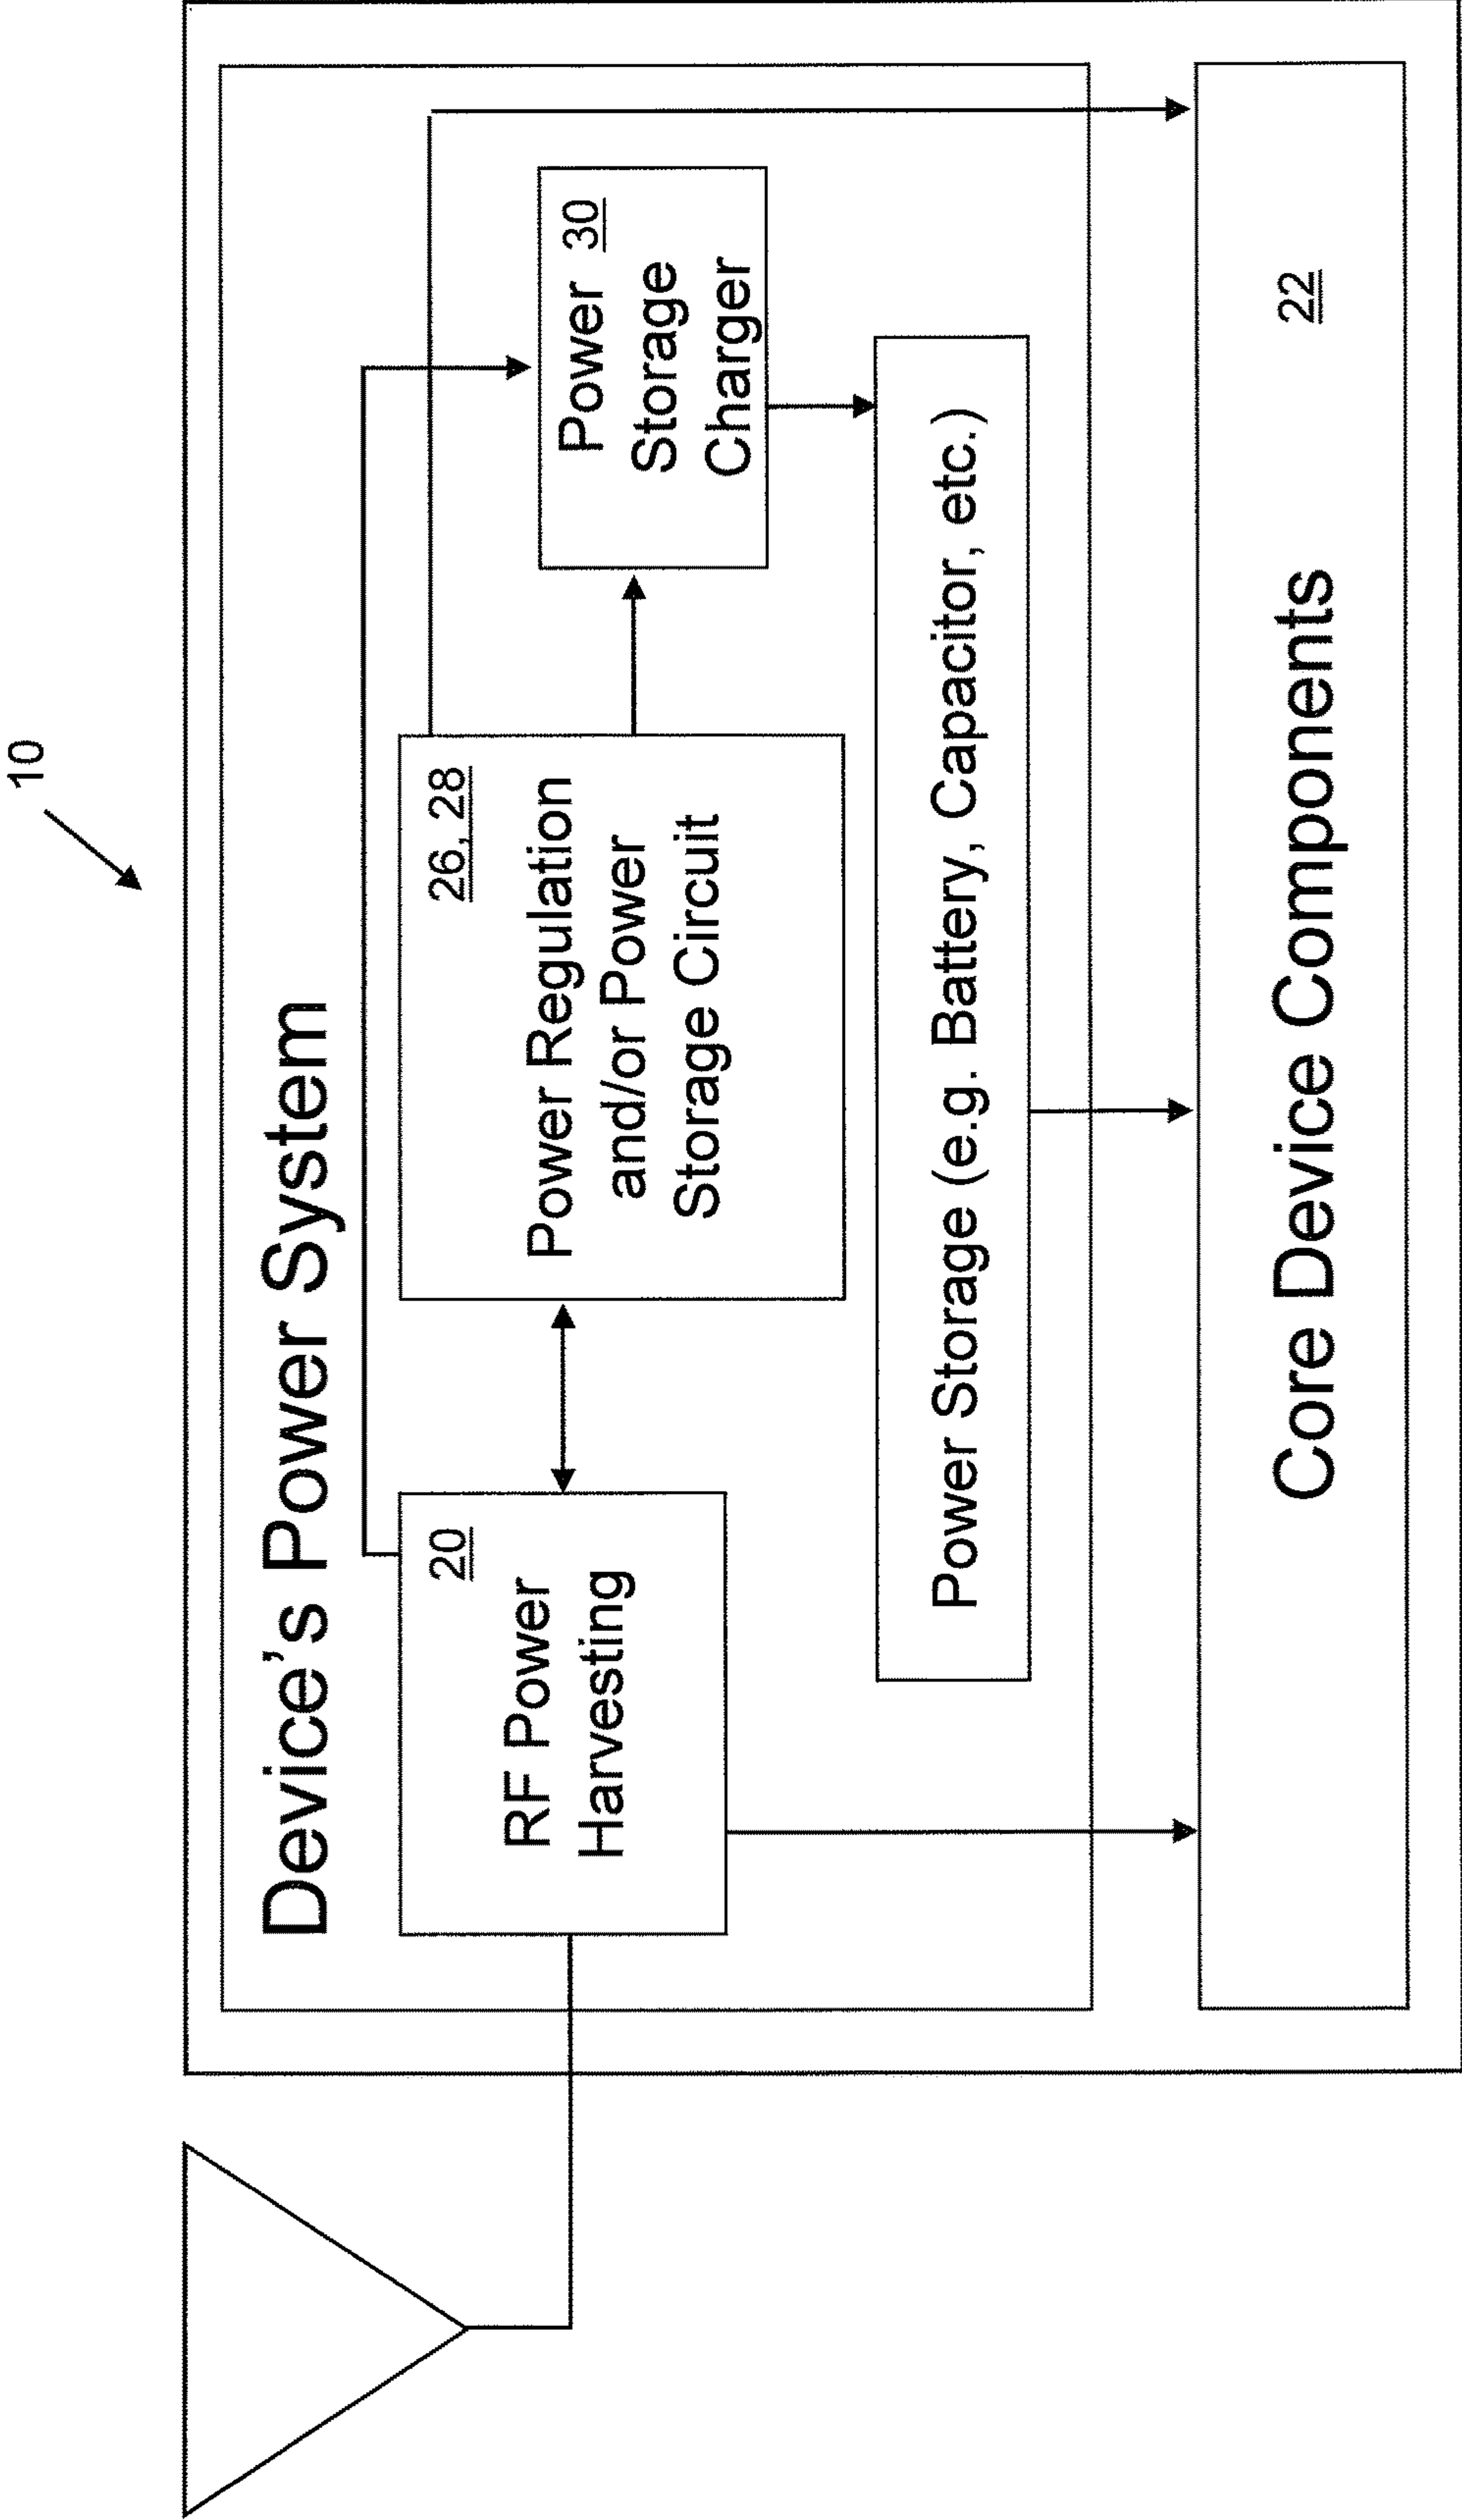 10
Device's Power System
20
RF Power
Harvesting
26, 28
Power Regulation
and/or Power
Storage Circuit
Power 30
Storage
Charger
Power Storage (e.g. Battery, Capacitor, etc.)
Core Device Components 22